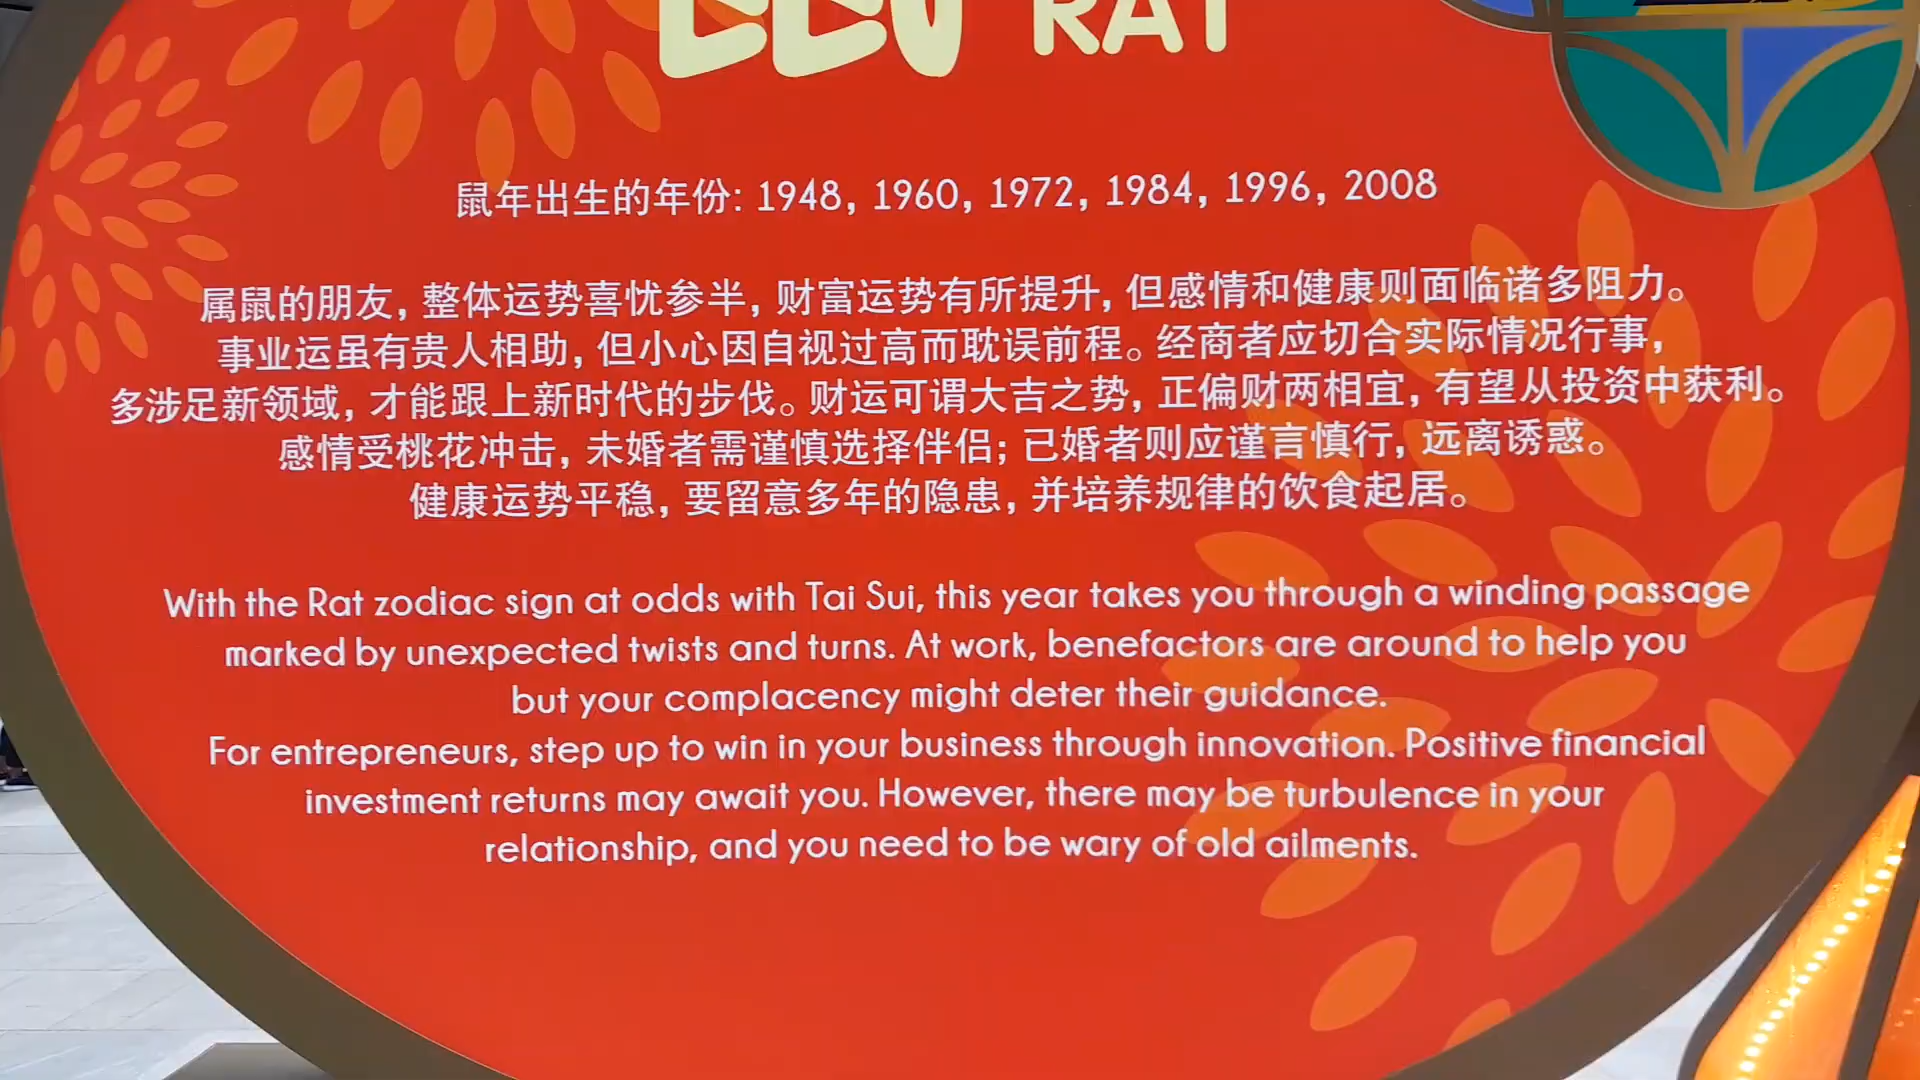 RAT
鼠年出生的年份: 1948, 1960, 1972, 1984, 1996, 2008
属鼠的朋友, 整体运势喜忧参半, 财富运势有所提升, 但感情和健康则面临诸多阻力。
事业运虽有贵人相助, 但小心因自视过高而耽误前程。经商者应切合实际情况行事,
多涉足新领域, 才能跟上新时代的步伐。财运可谓大吉之势, 正偏财两相宜, 有望从投资中获利。
感情受桃花冲击, 未婚者需谨慎选择伴侣; 已婚者则应谨言慎行, 远离诱惑。
健康运势平稳, 要留意多年的隐患, 并培养规律的饮食起居。
With the Rat zodiac sign at odds with Tai Sui, this year takes you through a winding passage
marked by unexpected twists and turns. At work, benefactors are around to help you
but your complacency might deter their guidance.
For entrepreneurs, step up to win in your business through innovation. Positive financial
investment returns may await you. However, there may be turbulence in your
relationship, and you need to be wary of old ailments.